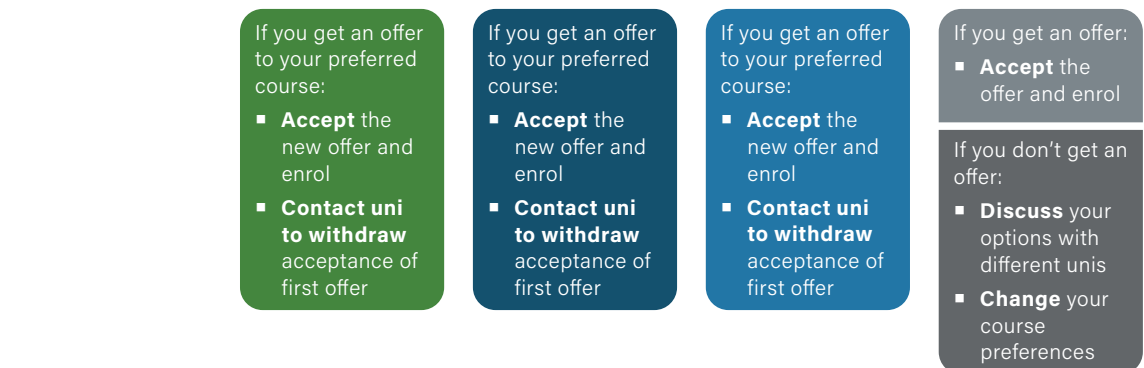 If you get an offer
to your preferred
course:
▪ Accept the
new offer and
enrol
▪ Contact uni
to withdraw
acceptance of
first offer
If you get an offer
to your preferred
course:
▪ Accept the
new offer and
enrol
▪ Contact uni
to withdraw
acceptance of
first offer
If you get an offer
to your preferred
course:
▪ Accept the
new offer and
enrol
▪ Contact uni
to withdraw
acceptance of
first offer
If you get an offer:
▪ Accept the
offer and enrol
If you don’t get an
offer:
▪ Discuss your
options with
different unis
▪ Change your
course
preferences